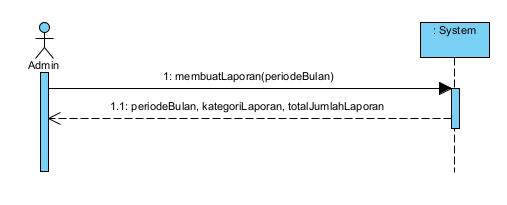 : System
Admin
1: membuatLaporan(periodeBulan)
1.1: periodeBulan, kategoriLaporan, totalJumlahLaporan